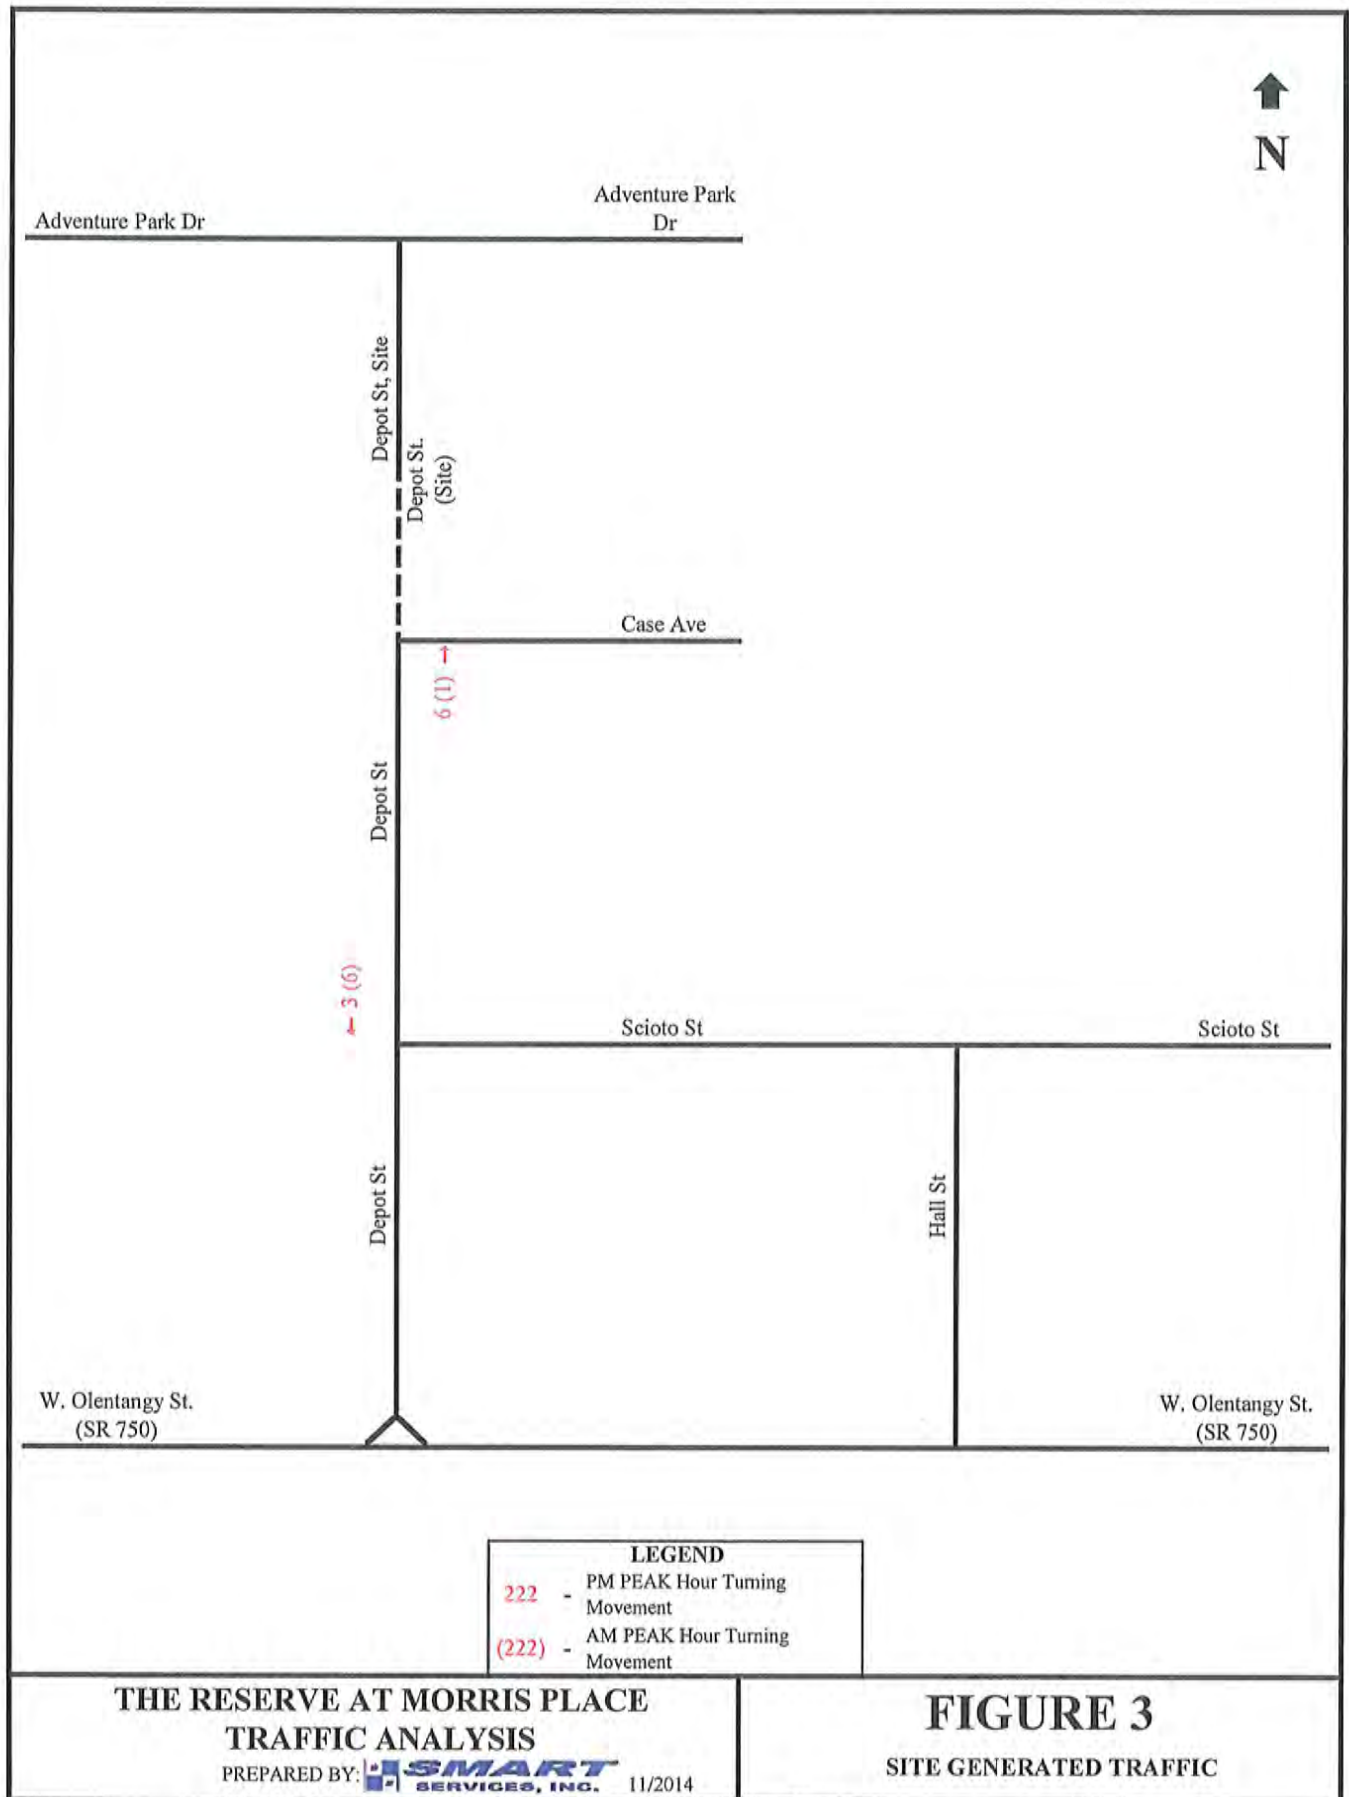 N
Adventure Park Dr
Adventure Park
Dr
Depot St, Site
Depot St.
(Site)
Case Ave
6 (1) →
Depot St
← 3 (6)
Scioto St
Scioto St
Depot St
Hall St
W. Olentangy St.
(SR 750)
W. Olentangy St.
(SR 750)
LEGEND
222 - PM PEAK Hour Turning
Movement
(222) - AM PEAK Hour Turning
Movement
THE RESERVE AT MORRIS PLACE
TRAFFIC ANALYSIS
PREPARED BY: SMART
SERVICES, INC. 11/2014
FIGURE 3
SITE GENERATED TRAFFIC